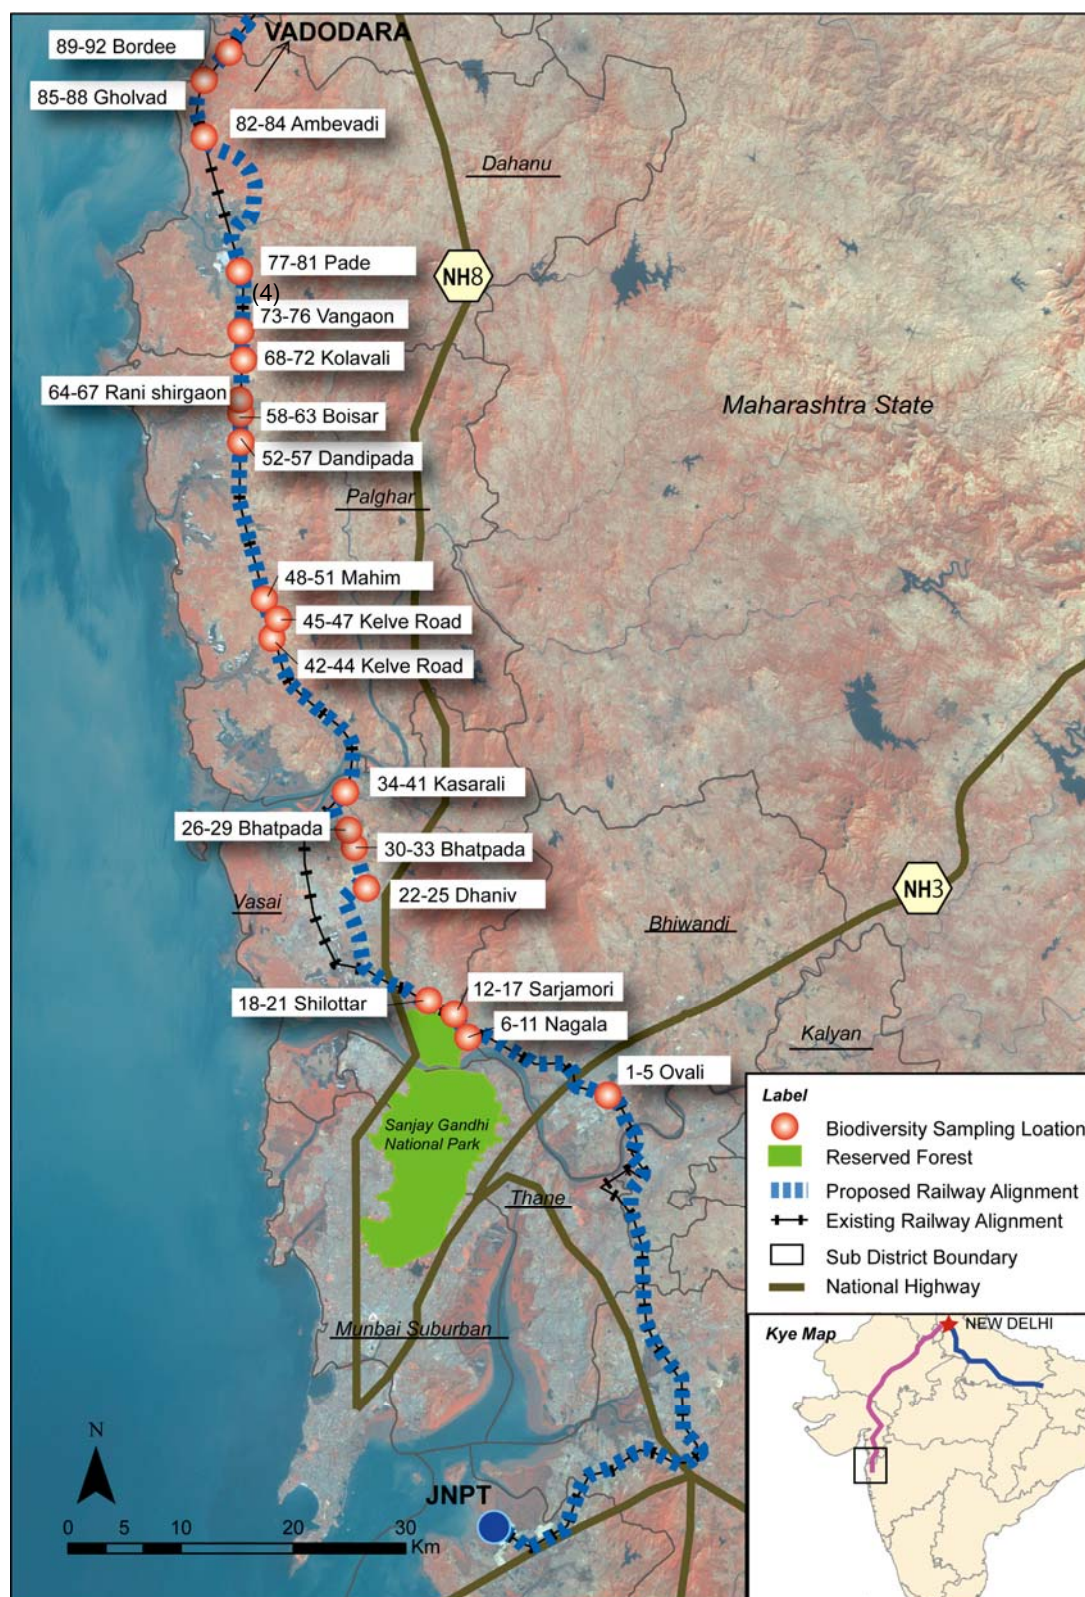 VADODARA
89-92 Bordee
85-88 Gholvad
82-84 Ambevadi
Dahanu
77-81 Pade
NH8
(4)
73-76 Vangaon
68-72 Kolavali
64-67 Rani shirgaon
58-63 Boisar
52-57 Dandipada
Maharashtra State
Palghar
48-51 Mahim
45-47 Kelve Road
42-44 Kelve Road
34-41 Kasarali
26-29 Bhatpada
30-33 Bhatpada
22-25 Dhaniv
NH3
Vasai
Bhiwandi
12-17 Sarjamori
18-21 Shilottar
6-11 Nagala
Kalyan
1-5 Ovali
Sanjay Gandhi
National Park
Thane
Munbai Suburban
JNPT
N
0 5 10 20 30
Km
Label
Biodiversity Sampling Loation
Reserved Forest
Proposed Railway Alignment
Existing Railway Alignment
Sub District Boundary
National Highway
Kye Map
NEW DELHI